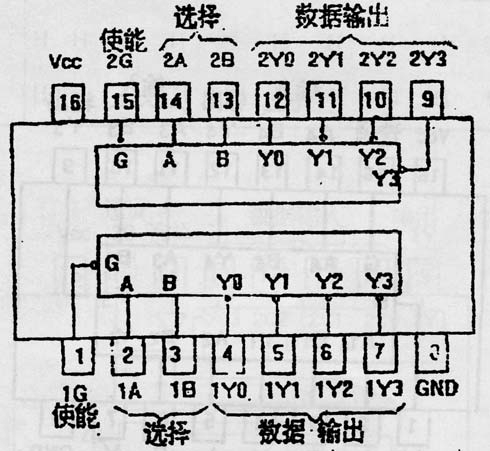 选择 数据输出
使能
Vcc 2G 2A 2B 2Y0 2Y1 2Y2 2Y3
16 15 14 13 12 11 10 9
G A B Y0 Y1 Y2
Y3
G
A B Y0 Y1 Y2 Y3
1 2 3 4 5 6 7 8
1G 1A 1B 1Y0 1Y1 1Y2 1Y3 GND
使能
选择 数据输出